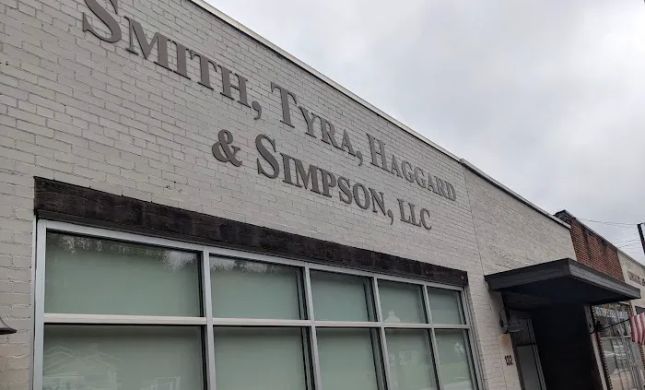 Smith, Tyra, Haggard
& Simpson, LLC